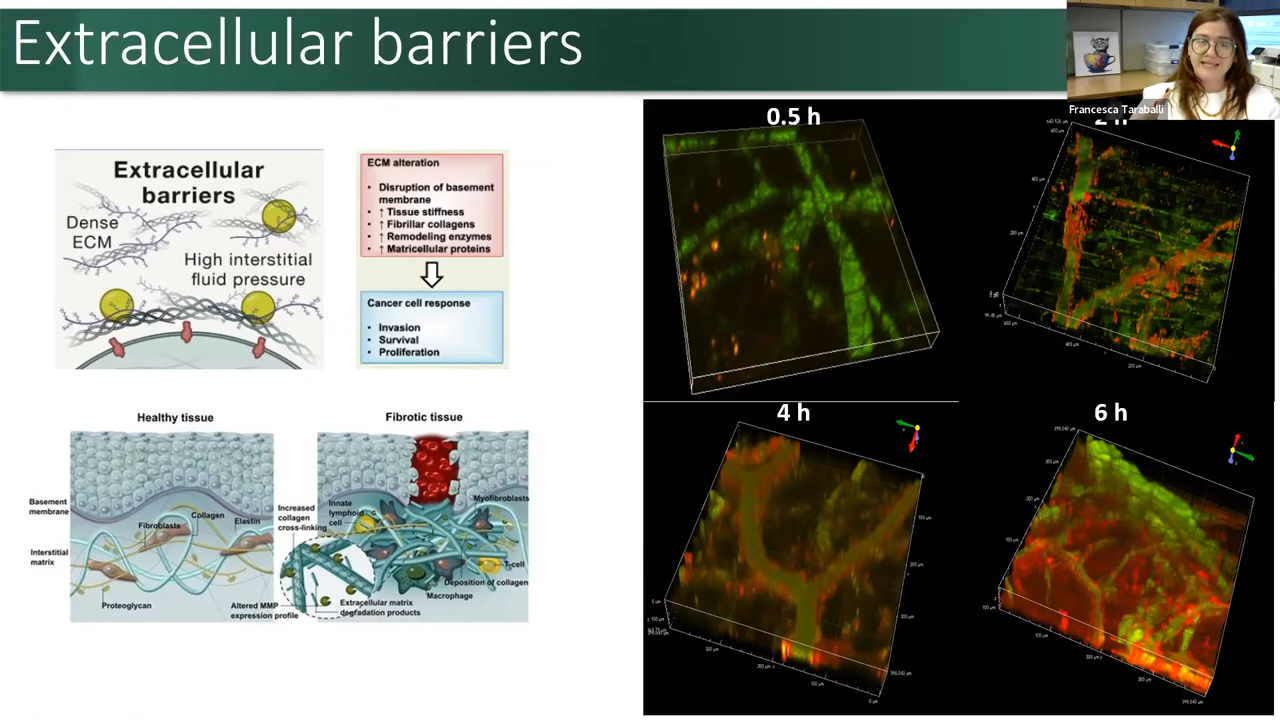 Extracellular barriers
Francesca Taraballi
Extracellular
barriers
Dense
ECM
High interstitial
fluid pressure
ECM alteration
• Disruption of basement
membrane
• ↑ Tissue stiffness
• ↑ Fibrillar collagens
• ↑ Remodeling enzymes
• ↑ Matricellular proteins
Cancer cell response
• Invasion
• Survival
• Proliferation
0.5 h
4 h
6 h
Healthy tissue
Fibrotic tissue
Basement
membrane
Fibroblasts
Collagen
Elastin
Interstitial
matrix
Proteoglycan
Increased
collagen
cross-linking
Innate
lymphoid
cell
Myofibroblasts
T-cell
Deposition of collagen
Macrophage
Altered MMP
expression profile
Extracellular matrix
degradation products